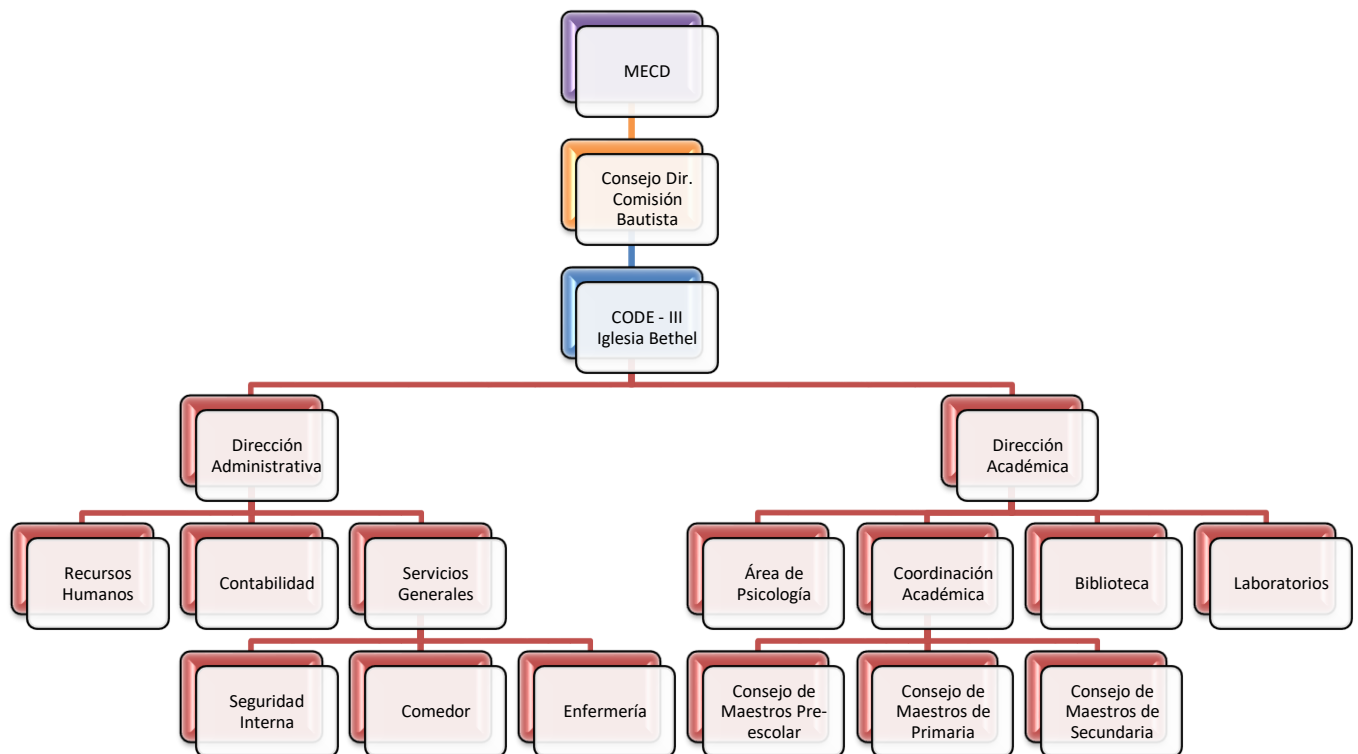 MECD
Consejo Dir.
Comisión
Bautista
CODE - III
Iglesia Bethel
Dirección
Administrativa
Dirección
Académica
Recursos
Humanos
Contabilidad
Servicios
Generales
Área de
Psicología
Coordinación
Académica
Biblioteca
Laboratorios
Seguridad
Interna
Comedor
Enfermería
Consejo de
Maestros Pre-
escolar
Consejo de
Maestros de
Primaria
Consejo de
Maestros de
Secundaria